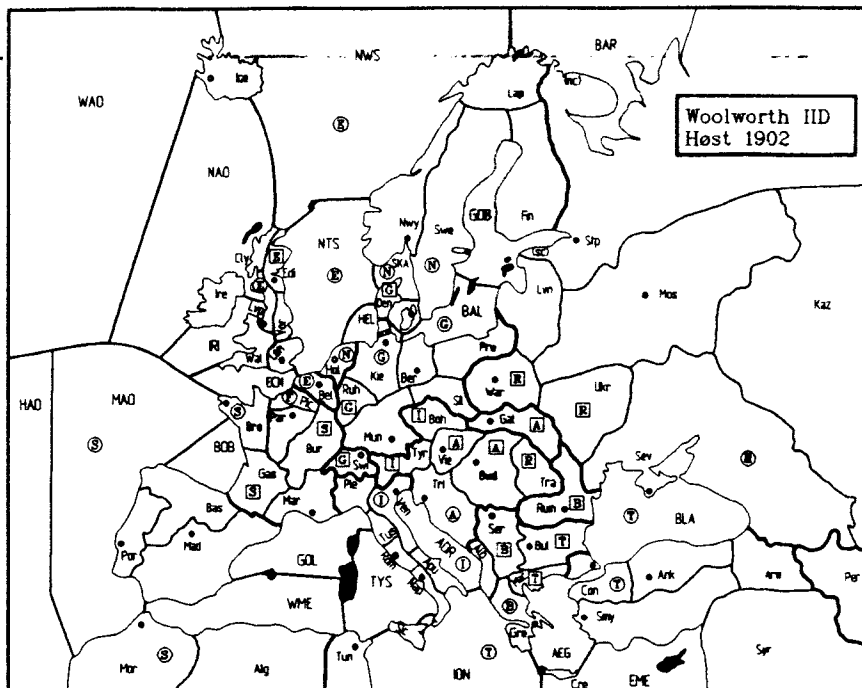 NWS
BAR
Ice
Lap
WAO
Woolworth IID
Høst 1902
E
NAO
GOB
Fin
Nwy
Swe
NTS
Stp
Cly
E
SKA
Edi
E
N
N
Lvn
Mos
Ire
G
Den
Kaz
Lvp
HEL
BAL
G
IRI
Wal
Hol
N
G
Pru
Kie
Ber
War
R
Ukr
ECH
E
Bel
Ruh
HAO
MAO
Pic
G
Sil
R
S
Par
I
Boh
Gal
A
S
Bre
S
Mun
A
A
Sev
Bur
Tyr
Vie
R
BOB
G
Swi
I
Bud
Tra
Gas
Pie
Tri
B
S
Mar
Ven
Rum
T
Bas
A
Ser
BLA
Tus
Bul
T
Por
Mad
ADR
Alb
B
GOL
I
Apu
TYS
T
Con
T
Ank
Arm
Per
WME
B
Smy
Gre
Syr
Mor
S
Alg
Tun
ION
T
AEG
Cre
EME